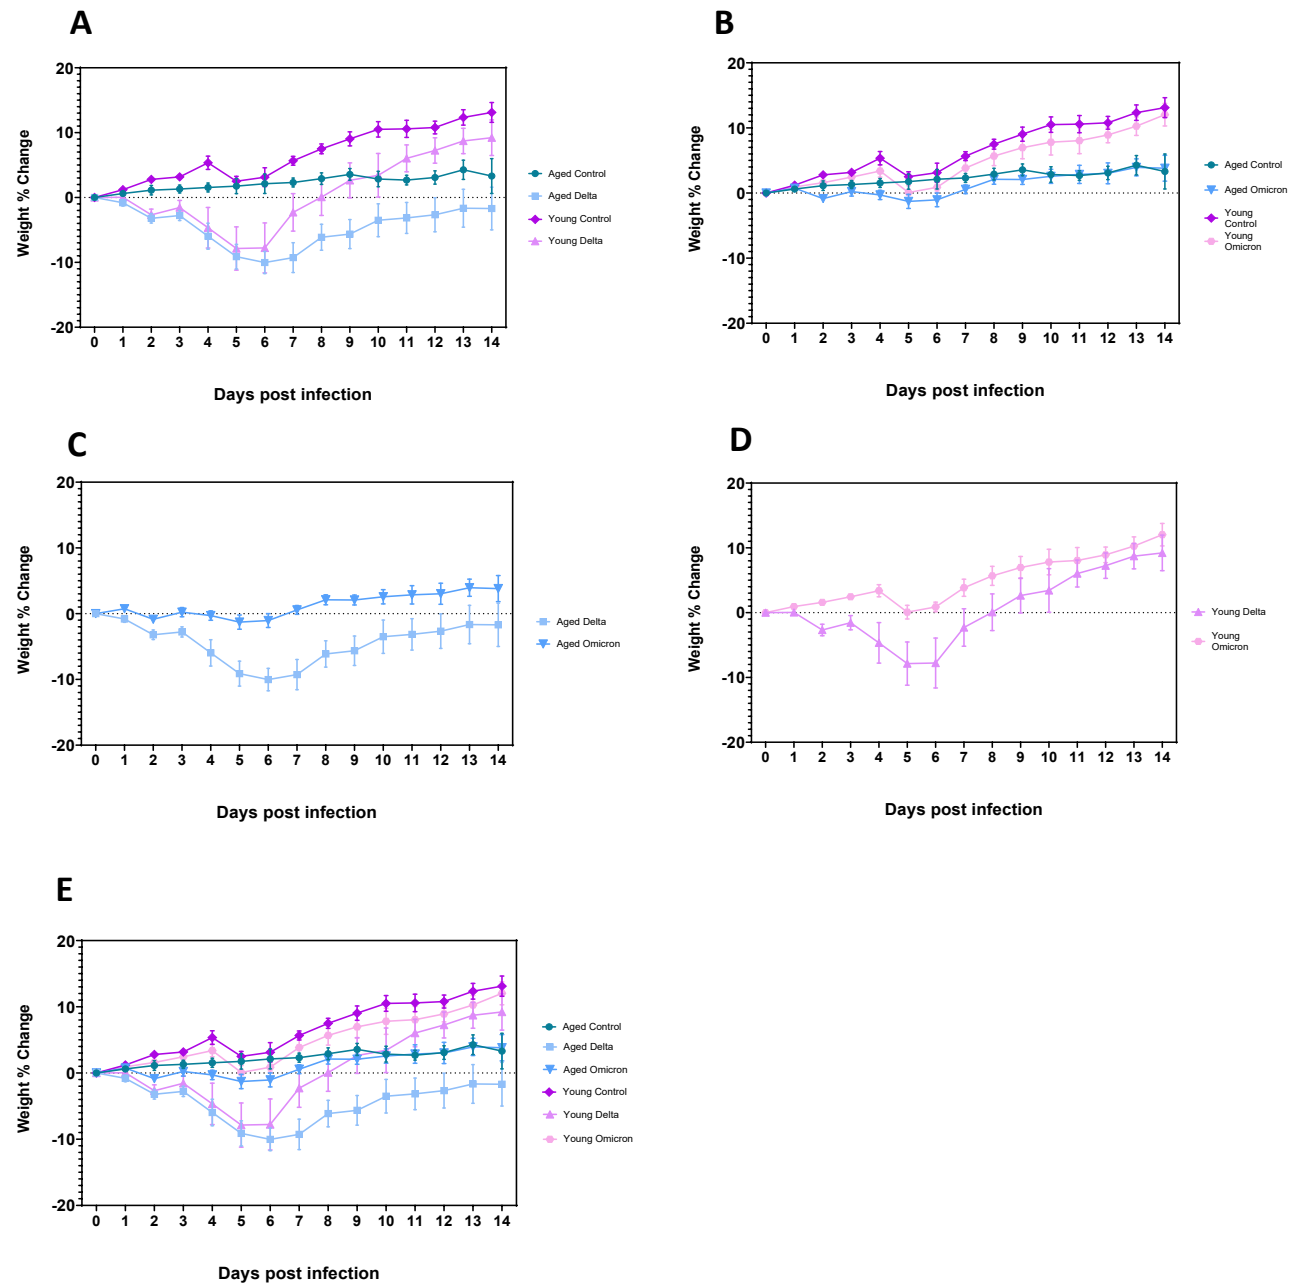 A
20
10
0
-10
-20
Weight % Change
0 1 2 3 4 5 6 7 8 9 10 11 12 13 14
Days post infection
Aged Control
Aged Delta
Young Control
Young Delta
B
20
10
0
-10
-20
Weight % Change
0 1 2 3 4 5 6 7 8 9 10 11 12 13 14
Days post infection
Aged Control
Aged Omicron
Young
Control
Young
Omicron
C
20
10
0
-10
-20
Weight % Change
0 1 2 3 4 5 6 7 8 9 10 11 12 13 14
Days post infection
Aged Delta
Aged Omicron
D
20
10
0
-10
-20
Weight % Change
0 1 2 3 4 5 6 7 8 9 10 11 12 13 14
Days post infection
Young Delta
Young
Omicron
E
20
10
0
-10
-20
Weight % Change
0 1 2 3 4 5 6 7 8 9 10 11 12 13 14
Days post infection
Aged Control
Aged Delta
Aged Omicron
Young Control
Young Delta
Young Omicron